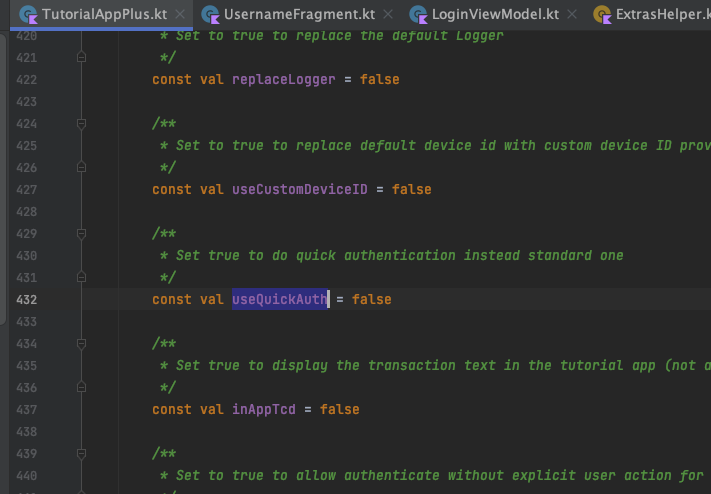 TutorialAppPlus.kt UsernameFragment.kt LoginViewModel.kt ExtrasHelper.k
420 * Set to true to replace the default Logger
421 */
422 const val replaceLogger = false
423
424 /**
425 * Set to true to replace default device id with custom device ID prov
426 */
427 const val useCustomDeviceID = false
428
429 /**
430 * Set true to do quick authentication instead standard one
431 */
432 const val useQuickAuth = false
433
434 /**
435 * Set true to display the transaction text in the tutorial app (not a
436 */
437 const val inAppTcd = false
438
439 /**
440 * Set to true to allow authenticate without explicit user action for
*/